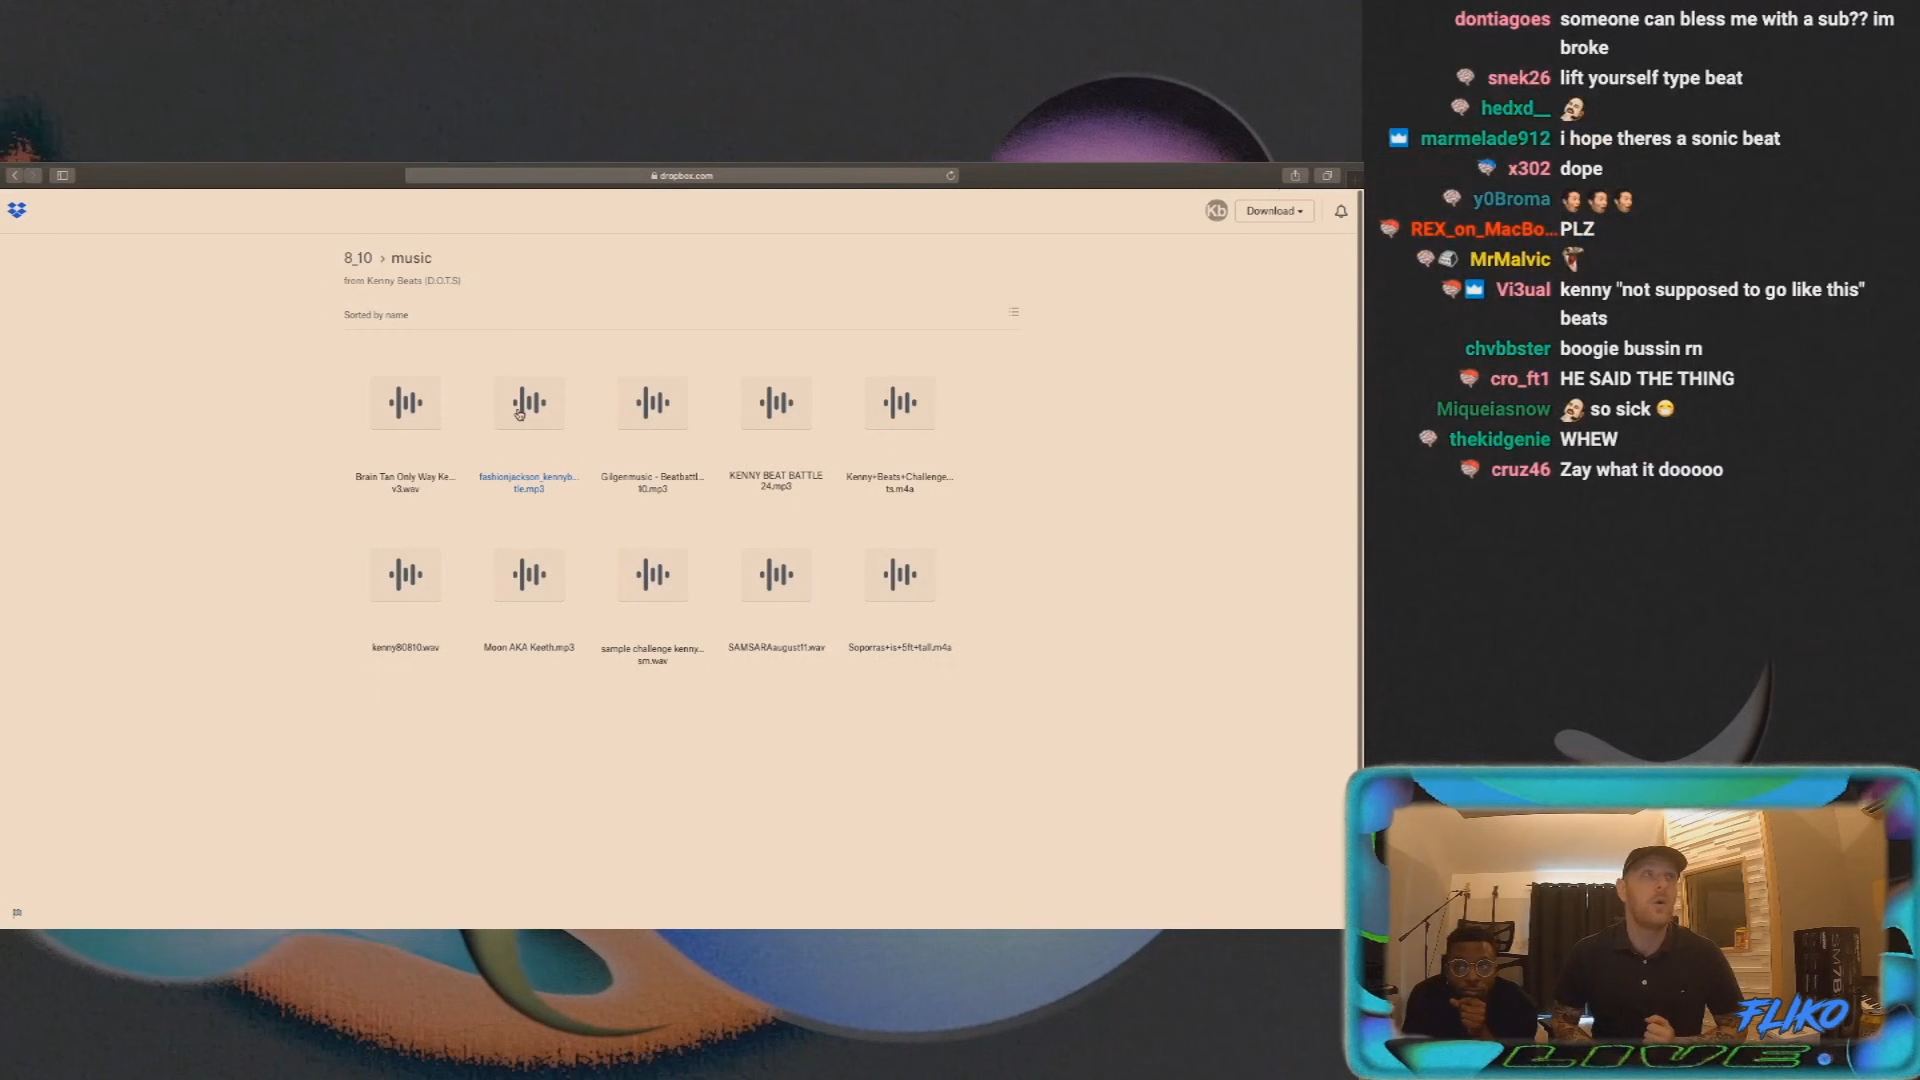 dropbox.com
Kb
Download
8_10 › music
from Kenny Beats (D.O.T.S)
Sorted by name
Brain Tan Only Way Ke...
v3.wav
fashionjackson_kennyb...
tle.mp3
Gilgenmusic - Beatbattl...
10.mp3
KENNY BEAT BATTLE
24.mp3
Kenny+Beats+Challenge...
ts.m4a
kenny80810.wav
Moon AKA Keeth.mp3
sample challenge kenny...
sm.wav
SAMSARAaugust11.wav
Soporras+is+5ft+tall.m4a
dontiagoes someone can bless me with a sub?? im
broke
snek26 lift yourself type beat
hedxd__
marmelade912 i hope theres a sonic beat
x302 dope
y0Broma
REX_on_MacBo... PLZ
MrMalvic
Vi3ual kenny "not supposed to go like this"
beats
chvbbster boogie bussin rn
cro_ft1 HE SAID THE THING
Miqueiasnow so sick
thekidgenie WHEW
cruz46 Zay what it dooooo
SM7B
FLIKO
LIVE